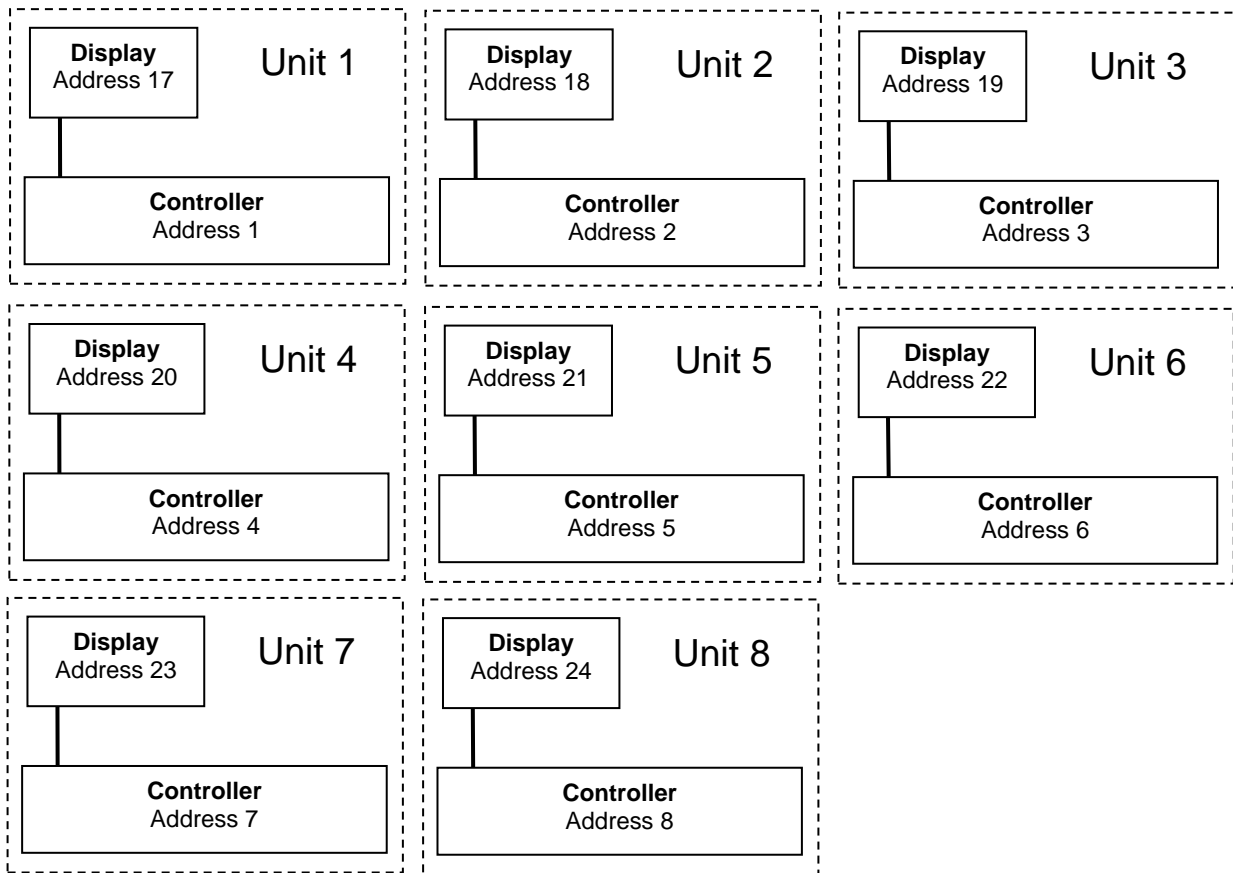 Display
Address 17
Unit 1
Controller
Address 1
Display
Address 18
Unit 2
Controller
Address 2
Display
Address 19
Unit 3
Controller
Address 3
Display
Address 20
Unit 4
Controller
Address 4
Display
Address 21
Unit 5
Controller
Address 5
Display
Address 22
Unit 6
Controller
Address 6
Display
Address 23
Unit 7
Controller
Address 7
Display
Address 24
Unit 8
Controller
Address 8